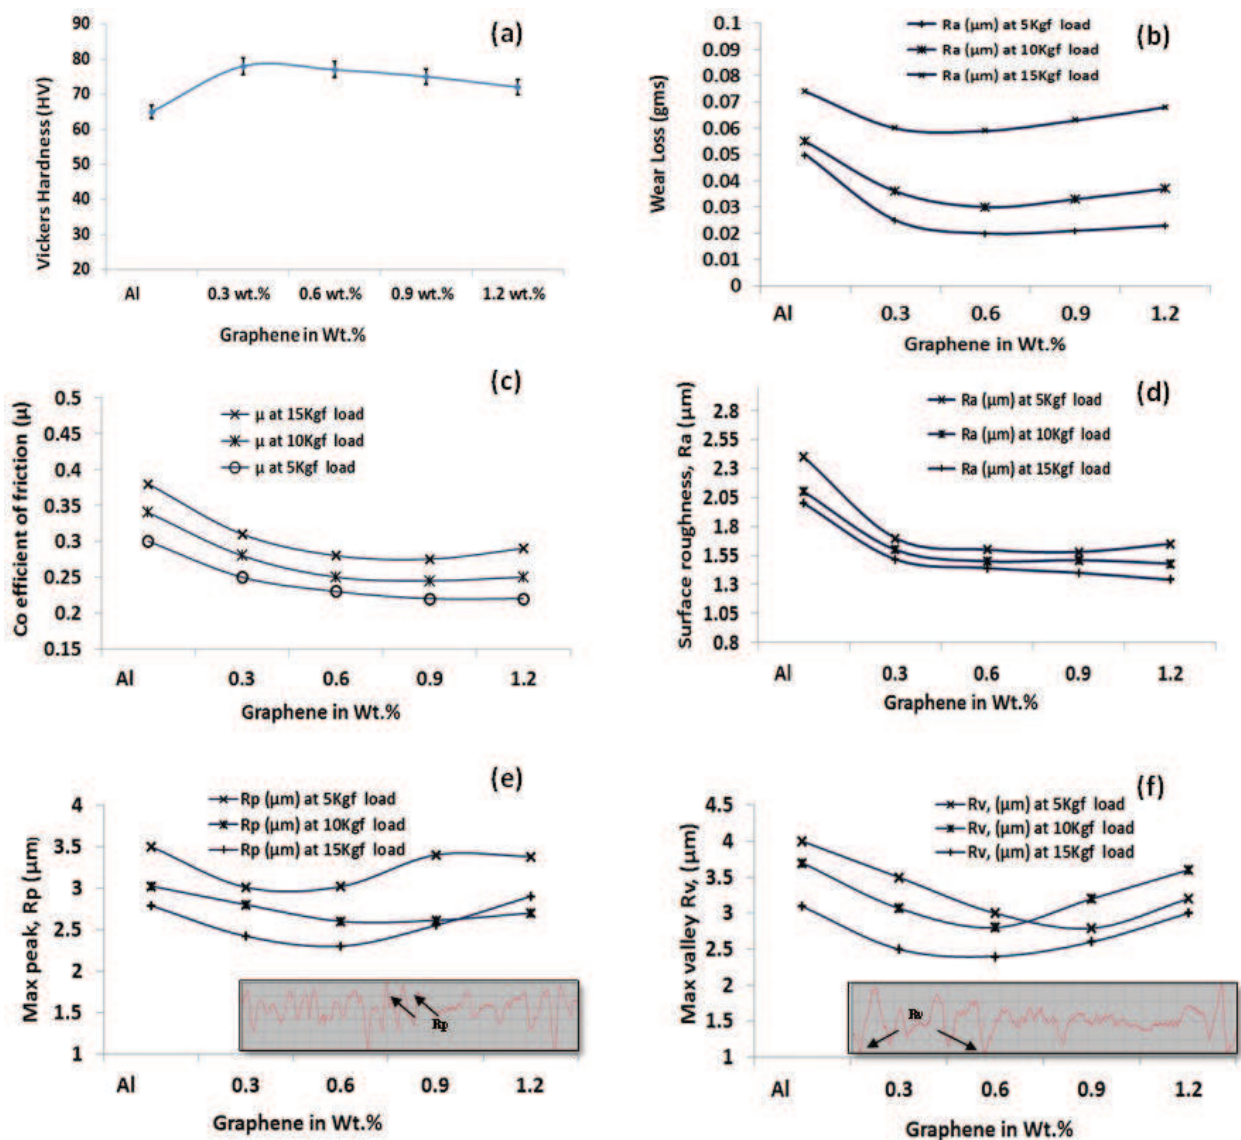 (a)
Vickers Hardness (HV)
90
80
70
60
50
40
30
20
Al
0.3 wt.%
0.6 wt.%
0.9 wt.%
1.2 wt.%
Graphene in Wt.%
(b)
Ra (µm) at 5Kgf load
Ra (µm) at 10Kgf load
Ra (µm) at 15Kgf load
Wear Loss (gms)
0.1
0.09
0.08
0.07
0.06
0.05
0.04
0.03
0.02
0.01
0
Al
0.3
0.6
0.9
1.2
Graphene in Wt.%
(c)
µ at 15Kgf load
µ at 10Kgf load
µ at 5Kgf load
Co efficient of friction (µ)
0.5
0.45
0.4
0.35
0.3
0.25
0.2
0.15
Al
0.3
0.6
0.9
1.2
Graphene in Wt.%
(d)
Ra (µm) at 5Kgf load
Ra (µm) at 10Kgf load
Ra (µm) at 15Kgf load
Surface roughness, Ra (µm)
2.8
2.55
2.3
2.05
1.8
1.55
1.3
1.05
0.8
Al
0.3
0.6
0.9
1.2
Graphene in Wt.%
(e)
Rp (µm) at 5Kgf load
Rp (µm) at 10Kgf load
Rp (µm) at 15Kgf load
Max peak, Rp (µm)
4
3.5
3
2.5
2
1.5
1
Rp
Al
0.3
0.6
0.9
1.2
Graphene in Wt.%
(f)
Rv, (µm) at 5Kgf load
Rv, (µm) at 10Kgf load
Rv, (µm) at 15Kgf load
Max valley Rv, (µm)
4.5
4
3.5
3
2.5
2
1.5
1
Rv
Al
0.3
0.6
0.9
1.2
Graphene in Wt.%